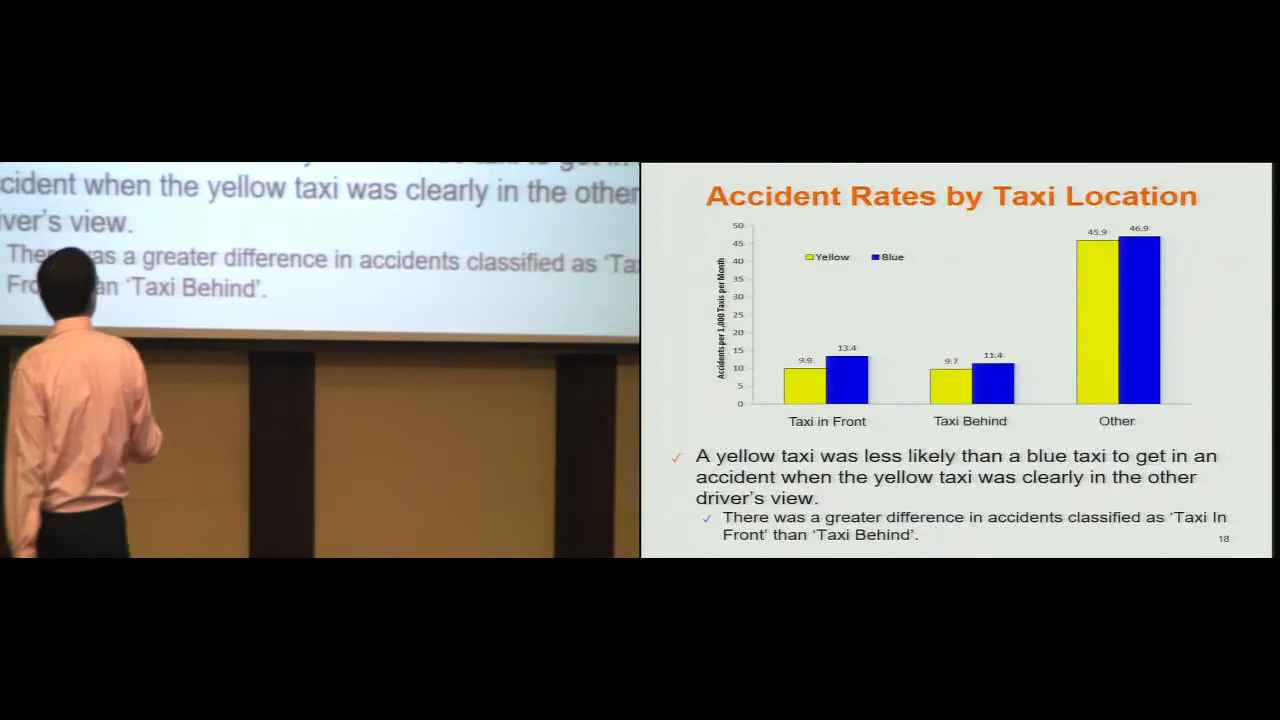 to get in
cident when the yellow taxi was clearly in the other
iver's view.
There was a greater difference in accidents classified as 'Ta
Fro an 'Taxi Behind'.
Accident Rates by Taxi Location
Accidents per 1,000 Taxis per Month
50
45
40
35
30
25
20
15
10
5
0
Yellow Blue
9.9 13.4 9.7 11.4 45.9 46.9
Taxi in Front Taxi Behind Other
✓ A yellow taxi was less likely than a blue taxi to get in an
accident when the yellow taxi was clearly in the other
driver's view.
✓ There was a greater difference in accidents classified as 'Taxi In
Front' than 'Taxi Behind'.
18